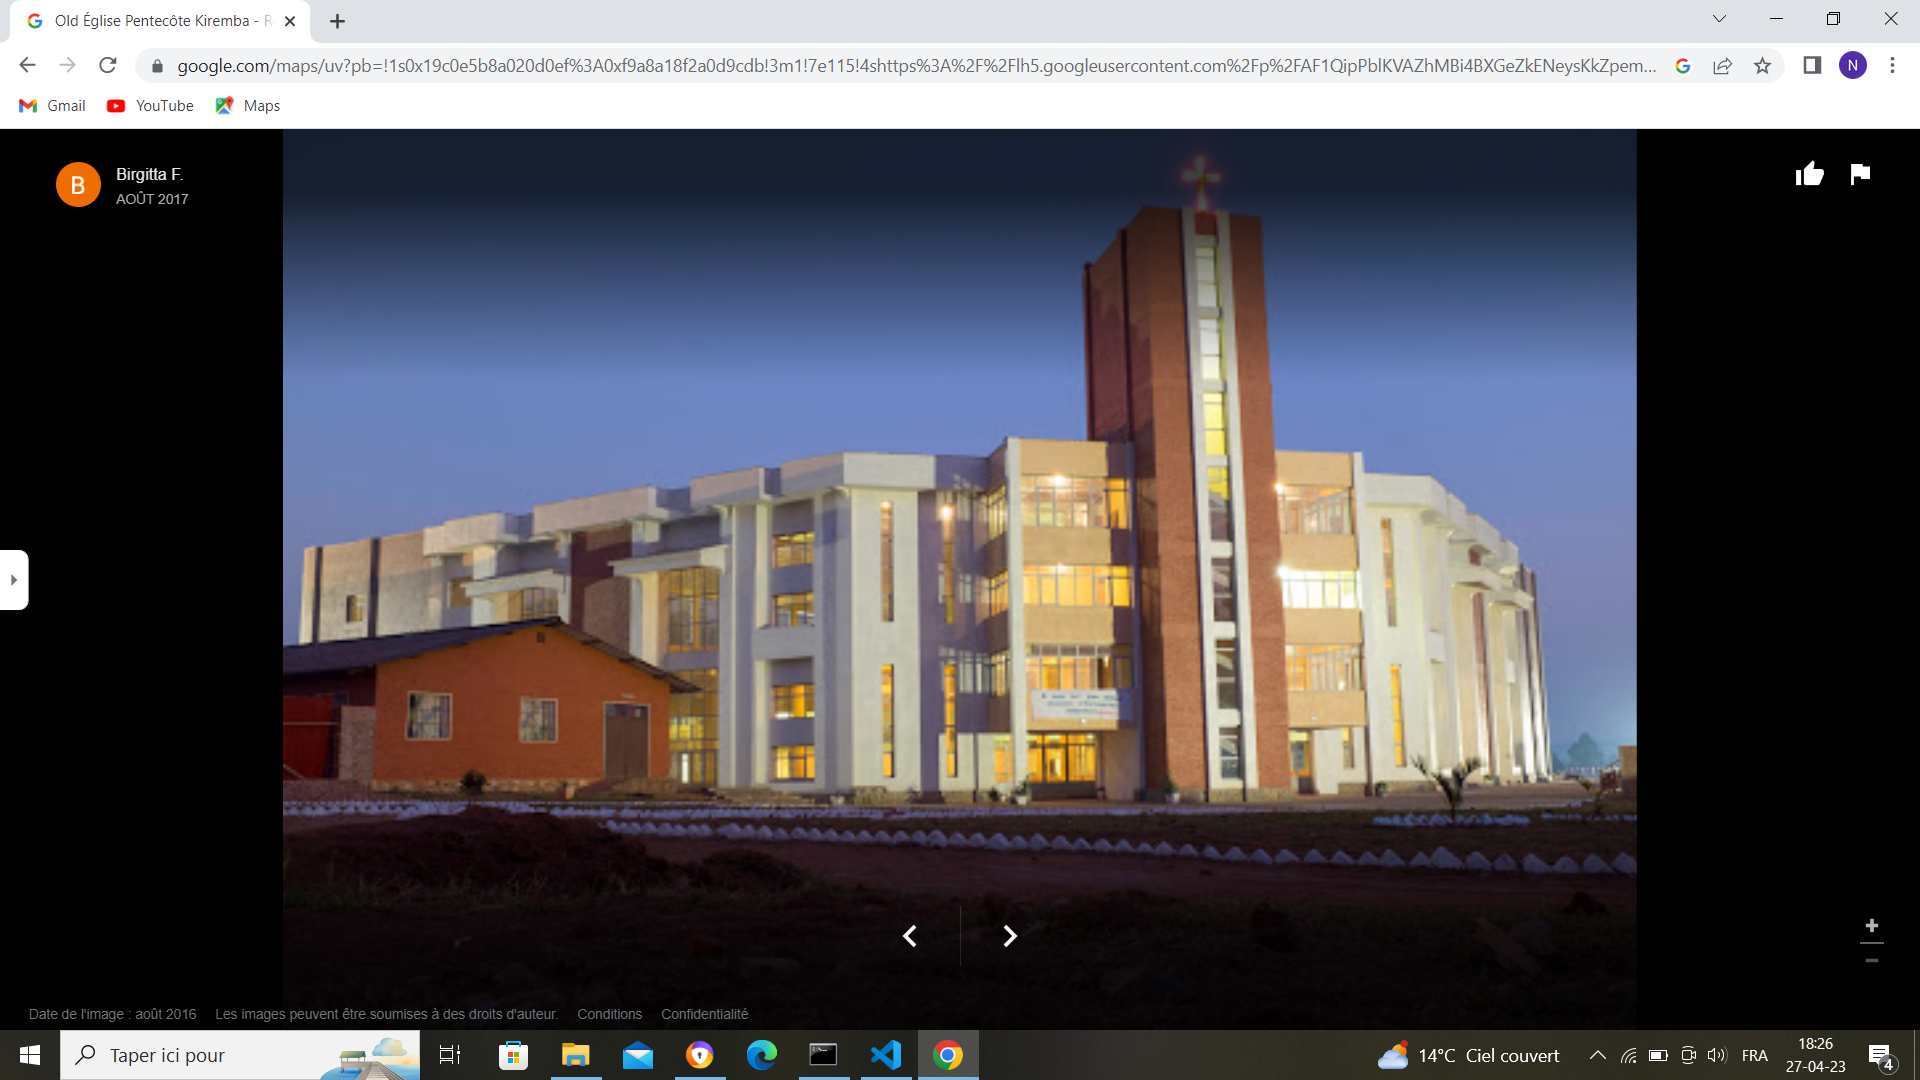 Old Église Pentecôte Kiremba - R
google.com/maps/uv?pb=!1s0x19c0e5b8a020d0ef%3A0xf9a8a18f2a0d9cdb!3m1!7e115!4shttps%3A%2F%2Flh5.googleusercontent.com%2Fp%2FAF1QipPblKVAZhMBi4BXGeZkENeysKkZpem...
N
Gmail
YouTube
Maps
B
Birgitta F.
AOÛT 2017
Date de l'image : août 2016 Les images peuvent être soumises à des droits d'auteur. Conditions Confidentialité
Taper ici pour
14°C Ciel couvert
FRA
18:26
27-04-23
4